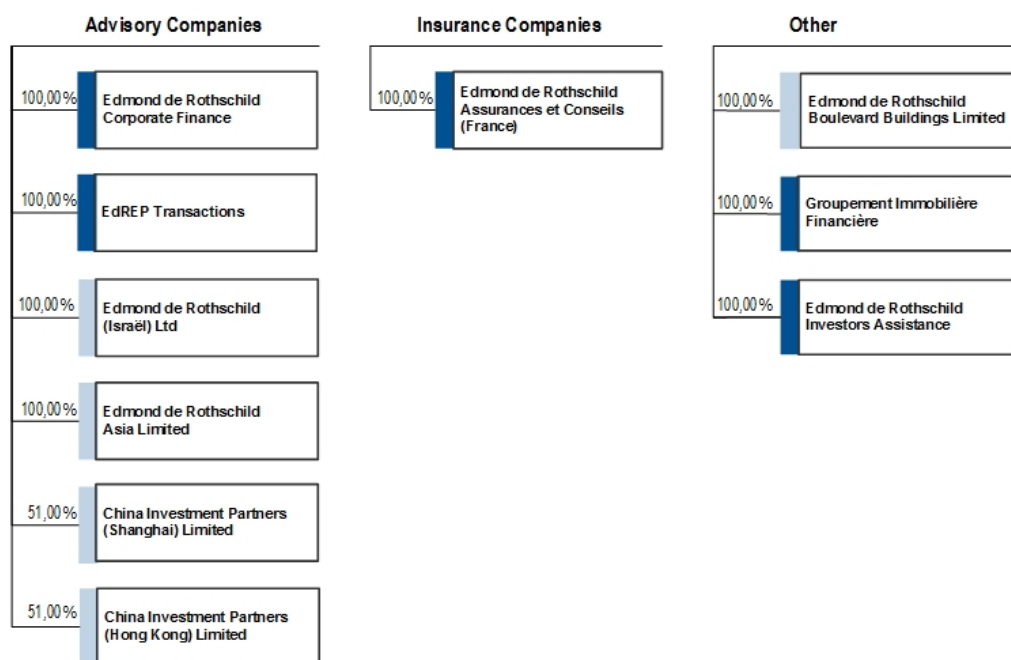 Advisory Companies
100,00%
Edmond de Rothschild
Corporate Finance
100,00%
EdREP Transactions
100,00%
Edmond de Rothschild
(Israël) Ltd
100,00%
Edmond de Rothschild
Asia Limited
51,00%
China Investment Partners
(Shanghai) Limited
51,00%
China Investment Partners
(Hong Kong) Limited
Insurance Companies
100,00%
Edmond de Rothschild
Assurances et Conseils
(France)
Other
100,00%
Edmond de Rothschild
Boulevard Buildings Limited
100,00%
Groupement Immobilière
Financière
100,00%
Edmond de Rothschild
Investors Assistance